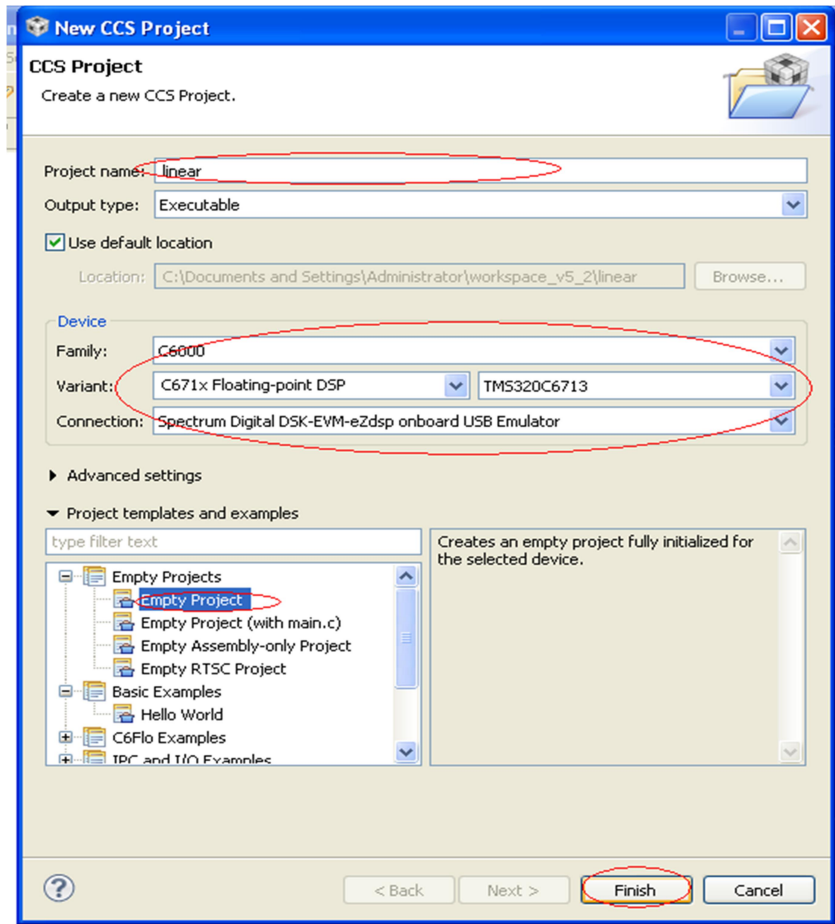 New CCS Project
CCS Project
Create a new CCS Project.
Project name: linear
Output type: Executable
Use default location
Location: C:\Documents and Settings\Administrator\workspace_v5_2\linear Browse...
Device
Family: C6000
Variant: C671x Floating-point DSP TMS320C6713
Connection: Spectrum Digital DSK-EVM-eZdsp onboard USB Emulator
Advanced settings
Project templates and examples
type filter text
Creates an empty project fully initialized for
the selected device.
Empty Projects
Empty Project
Empty Project (with main.c)
Empty Assembly-only Project
Empty RTSC Project
Basic Examples
Hello World
C6Flo Examples
IPC and I/O Examples
< Back Next > Finish Cancel